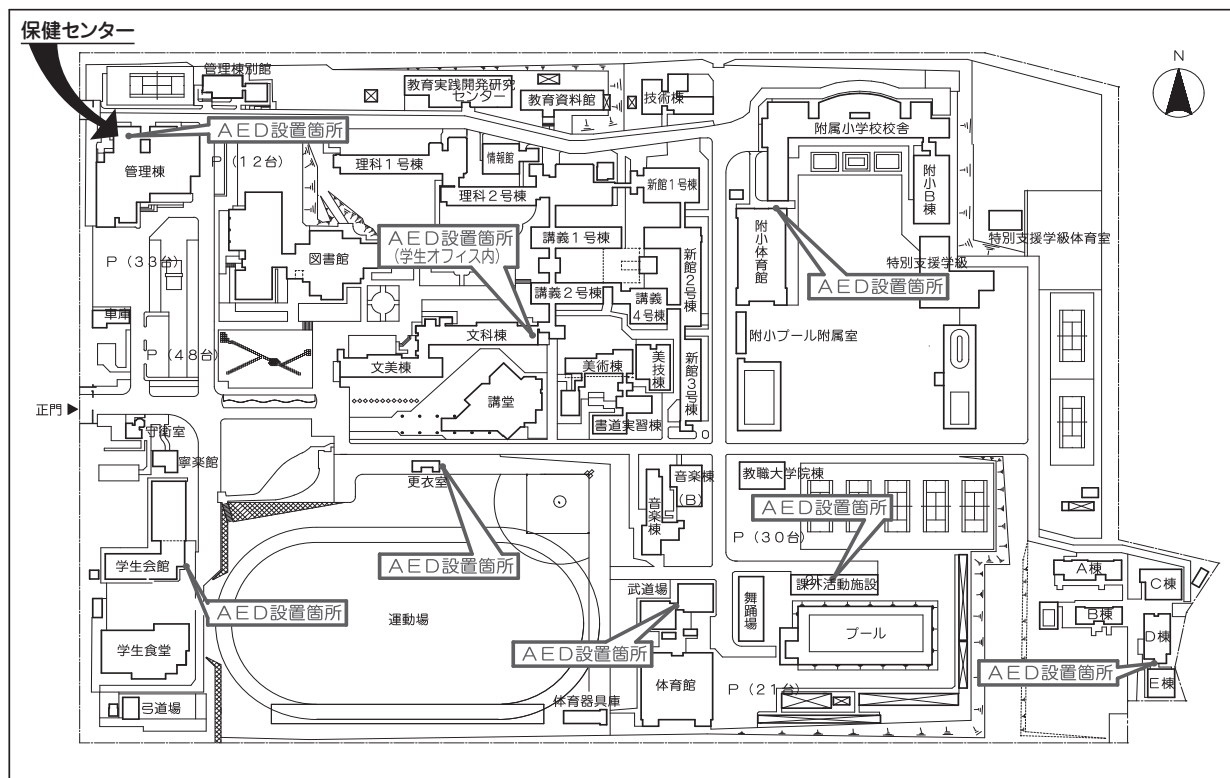 保健センター
N
管理棟別館
教育実践開発研究
センター
教育資料館
技術棟
附属小学校校舎
AED設置箇所
P(12台)
管理棟
理科1号棟
情報館
理科2号棟
新館1号棟
附小B棟
附小体育館
特別支援学級体育室
特別支援学級
AED設置箇所
AED設置箇所
(学生オフィス内)
講義1号棟
図書館
P(33台)
新館2号棟
講義2号棟
講義
4号棟
車庫
P(48台)
文科棟
附小プール附属室
文美棟
美術棟
美技棟
新館3号棟
講堂
書道実習棟
正門
守衛室
寧楽館
更衣室
音楽棟
(B)
音楽棟
教職大学院棟
AED設置箇所
P(30台)
学生会館
AED設置箇所
AED設置箇所
運動場
武道場
舞踊場
課外活動施設
プール
A棟
C棟
B棟
D棟
E棟
AED設置箇所
AED設置箇所
学生食堂
体育館
P(21台)
弓道場
体育器具庫